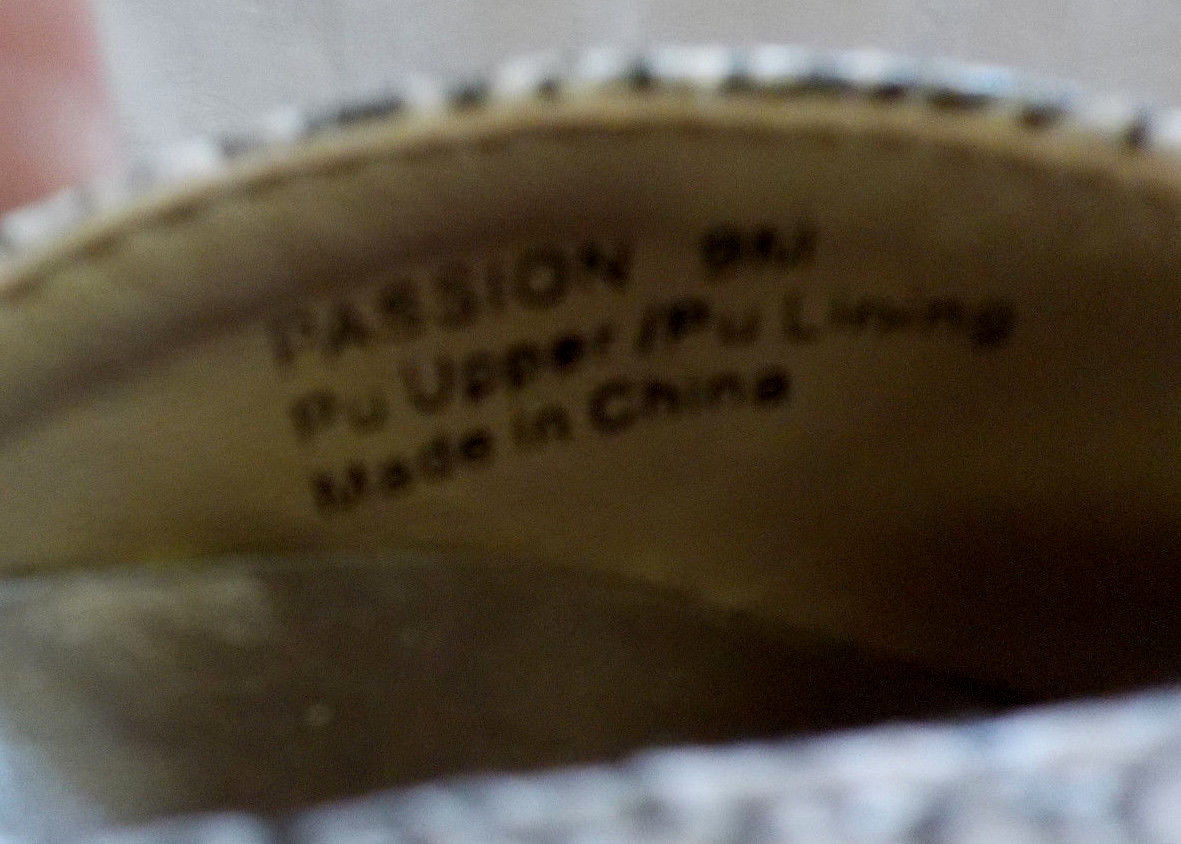 PASSION
Pu Upper/Pu Lining
Made in China